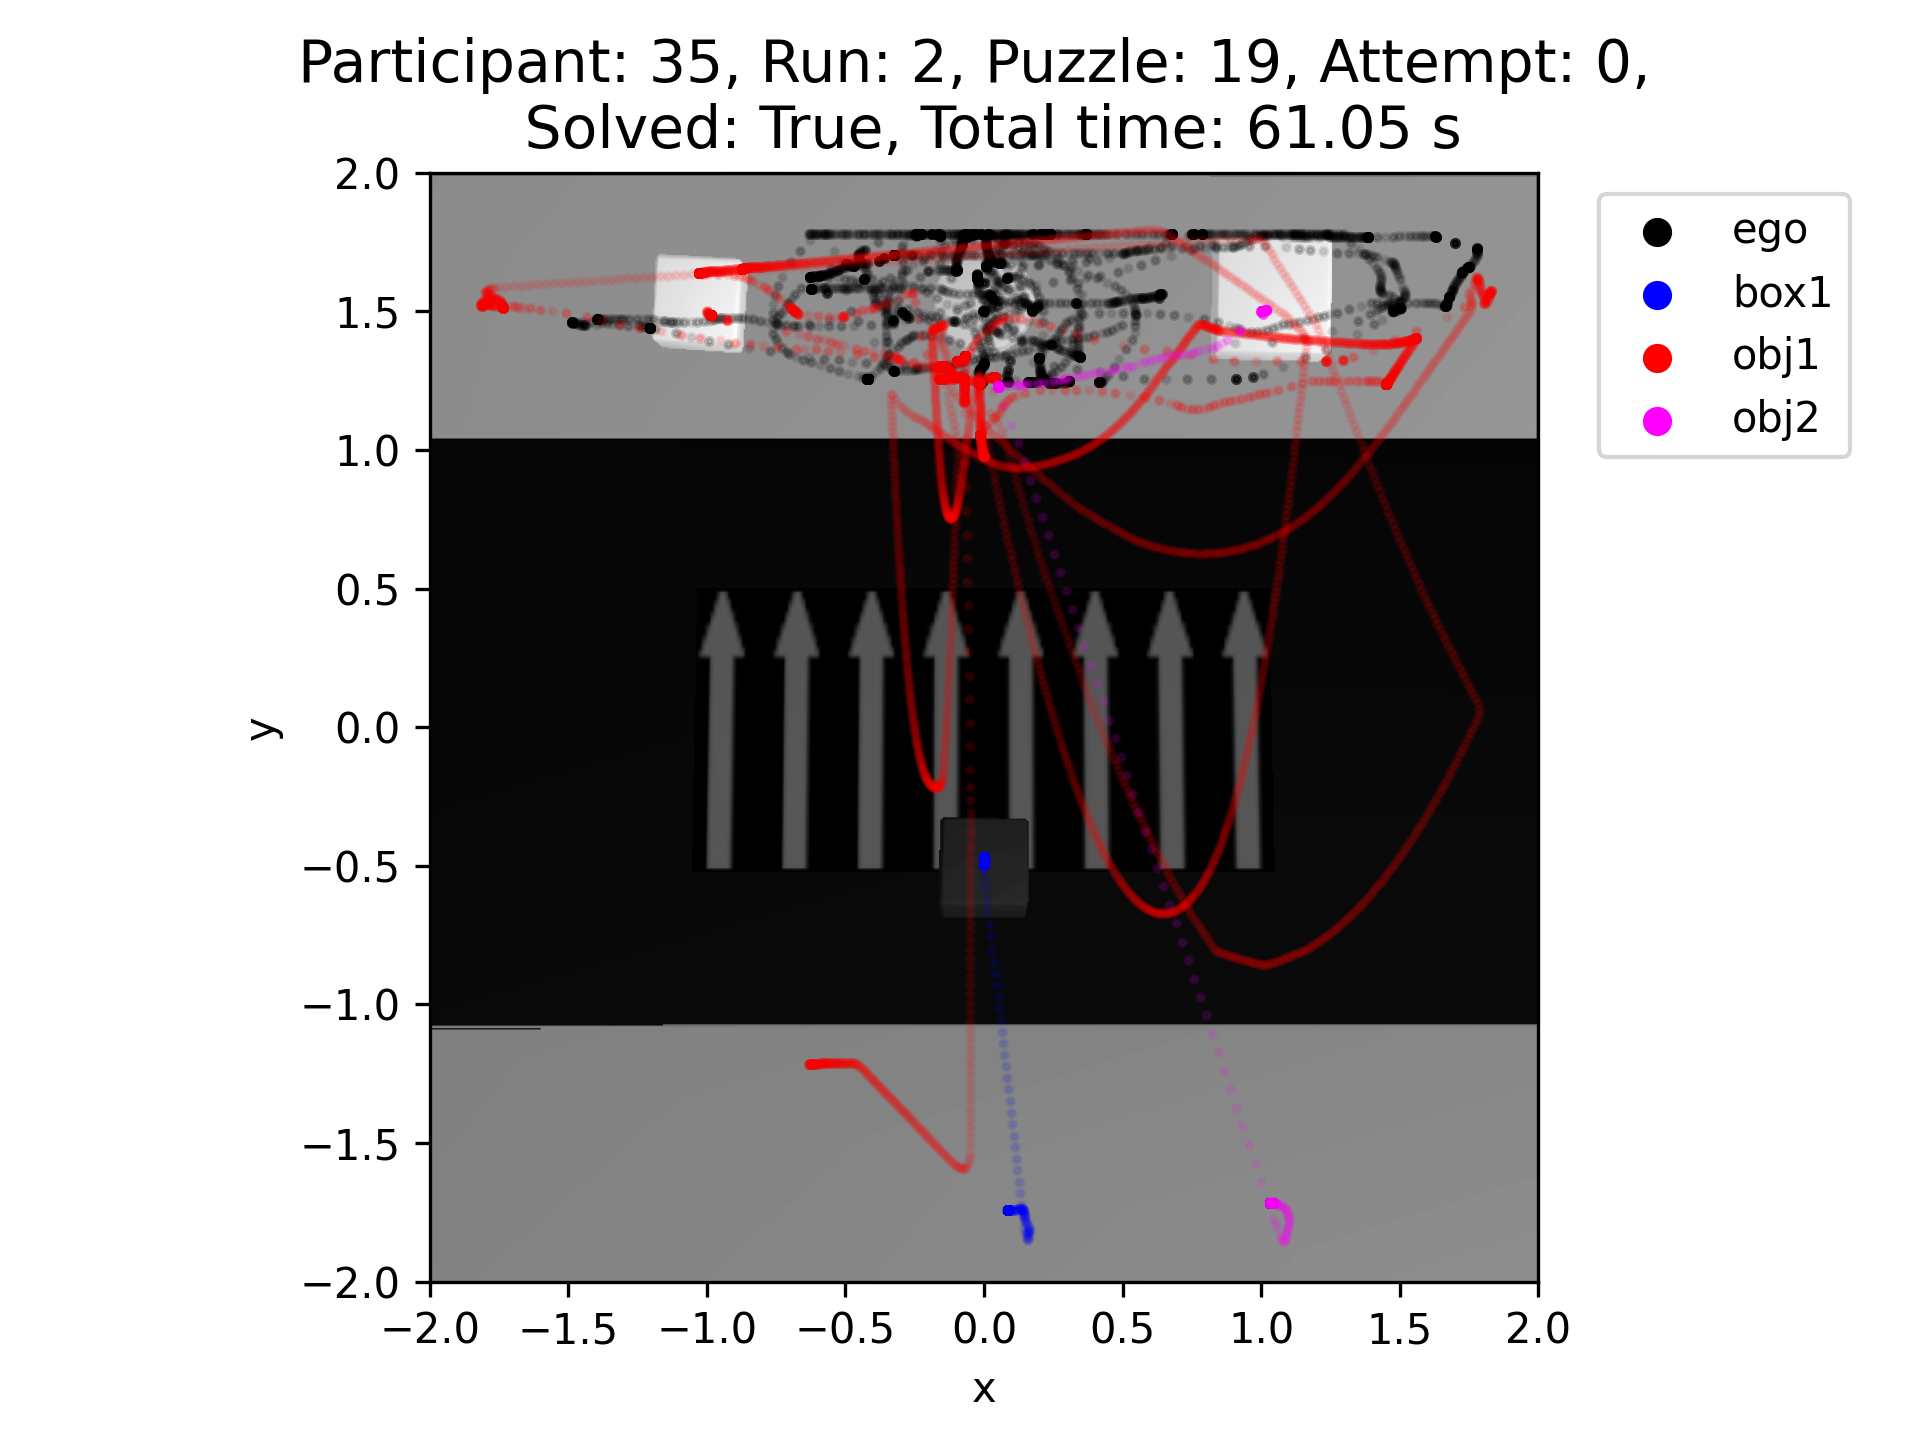 Participant: 35, Run: 2, Puzzle: 19, Attempt: 0,
Solved: True, Total time: 61.05 s
2.0
1.5
1.0
0.5
0.0
−0.5
−1.0
−1.5
−2.0
y
−2.0 −1.5 −1.0 −0.5 0.0 0.5 1.0 1.5 2.0
x
ego
box1
obj1
obj2